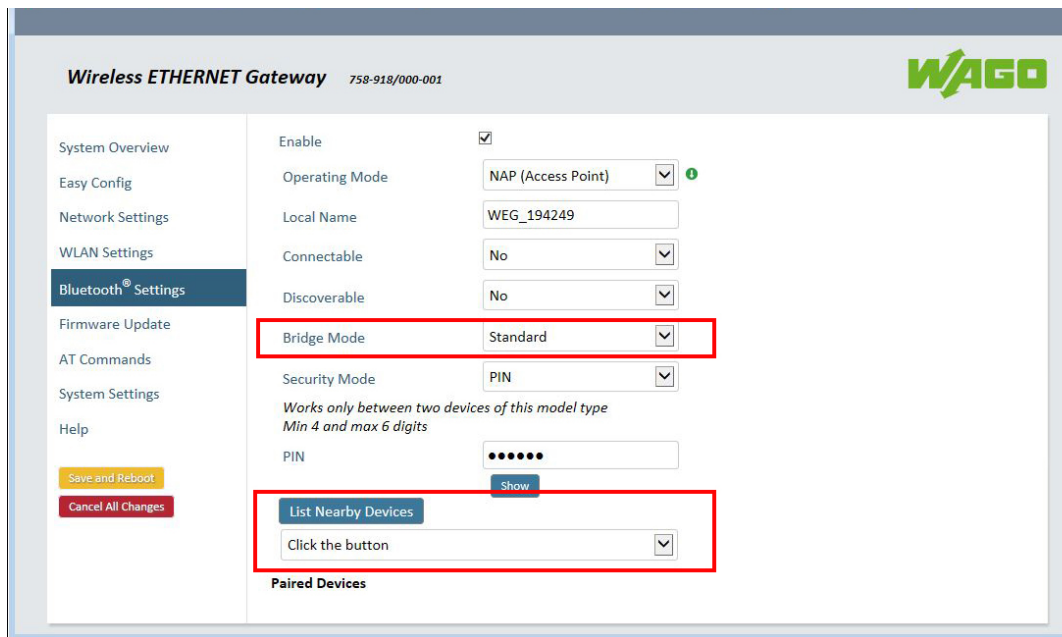 Wireless ETHERNET Gateway 758-918/000-001
WAGO
System Overview
Easy Config
Network Settings
WLAN Settings
Bluetooth® Settings
Firmware Update
AT Commands
System Settings
Help
Save and Reboot
Cancel All Changes
Enable
Operating Mode NAP (Access Point)
Local Name WEG_194249
Connectable No
Discoverable No
Bridge Mode Standard
Security Mode PIN
Works only between two devices of this model type
Min 4 and max 6 digits
PIN ••••••
Show
List Nearby Devices
Click the button
Paired Devices